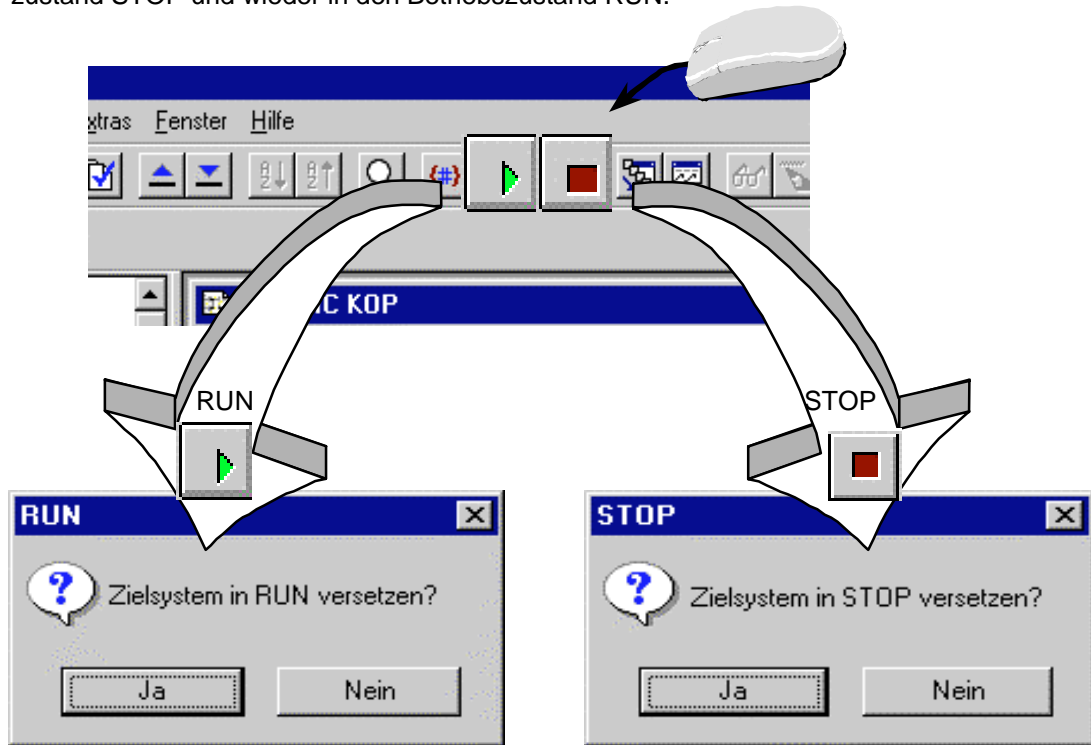 zustand STOP und wieder in den Betriebszustand RUN.
xtras Fenster Hilfe
A Z A Z
{#}
C KOP
RUN
STOP
RUN
Zielsystem in RUN versetzen?
Ja Nein
STOP
Zielsystem in STOP versetzen?
Ja Nein